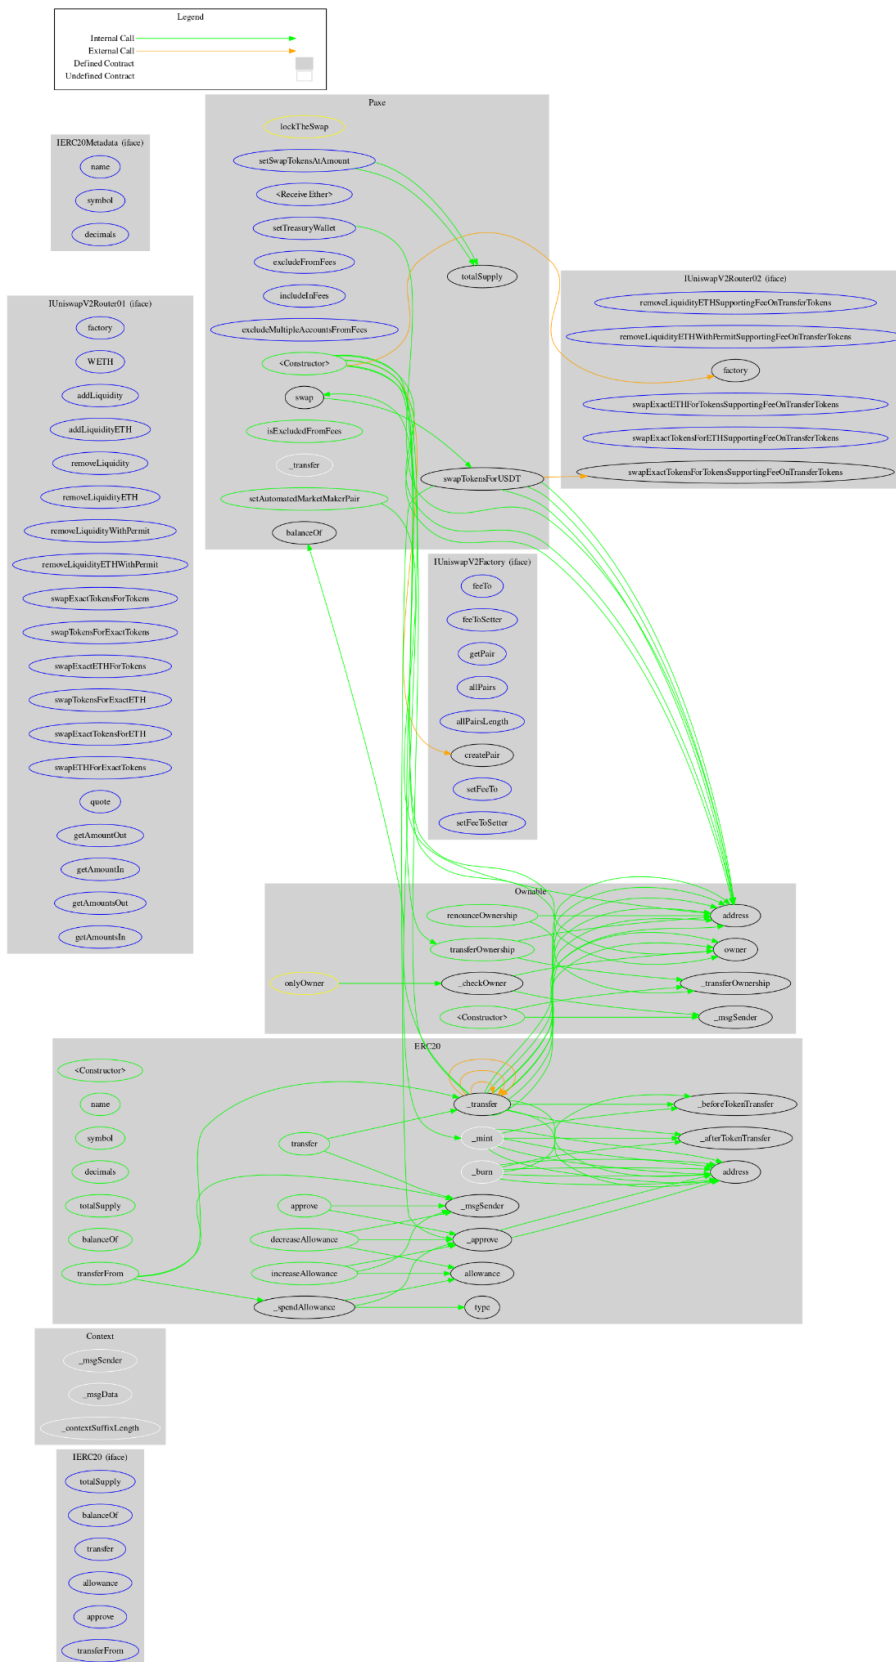 Legend
Internal Call
External Call
Defined Contract
Undefined Contract
Paxe
lockTheSwap
setSwapTokensAtAmount
<Receive Ether>
setTreasuryWallet
excludeFromFees
includeInFees
excludeMultipleAccountsFromFees
<Constructor>
swap
isExcludedFromFees
_transfer
setAutomatedMarketMakerPair
balanceOf
totalSupply
swapTokensForUSDT
IERC20Metadata (iface)
name
symbol
decimals
IUniswapV2Router02 (iface)
removeLiquidityETHSupportingFeeOnTransferTokens
removeLiquidityETHWithPermitSupportingFeeOnTransferTokens
factory
swapExactETHForTokensSupportingFeeOnTransferTokens
swapExactTokensForETHSupportingFeeOnTransferTokens
swapExactTokensForTokensSupportingFeeOnTransferTokens
IUniswapV2Router01 (iface)
factory
WETH
addLiquidity
addLiquidityETH
removeLiquidity
removeLiquidityETH
removeLiquidityWithPermit
removeLiquidityETHWithPermit
swapExactTokensForTokens
swapTokensForExactTokens
swapExactETHForTokens
swapTokensForExactETH
swapExactTokensForETH
swapETHForExactTokens
quote
getAmountOut
getAmountIn
getAmountsOut
getAmountsIn
IUniswapV2Factory (iface)
feeTo
feeToSetter
getPair
allPairs
allPairsLength
createPair
setFeeTo
setFeeToSetter
Ownable
renounceOwnership
transferOwnership
onlyOwner
_checkOwner
<Constructor>
address
owner
_transferOwnership
_msgSender
ERC20
<Constructor>
name
symbol
decimals
totalSupply
balanceOf
transferFrom
transfer
approve
decreaseAllowance
increaseAllowance
_spendAllowance
_transfer
_mint
_burn
_msgSender
_approve
allowance
type
_beforeTokenTransfer
_afterTokenTransfer
address
Context
_msgSender
_msgData
_contextSuffixLength
IERC20 (iface)
totalSupply
balanceOf
transfer
allowance
approve
transferFrom